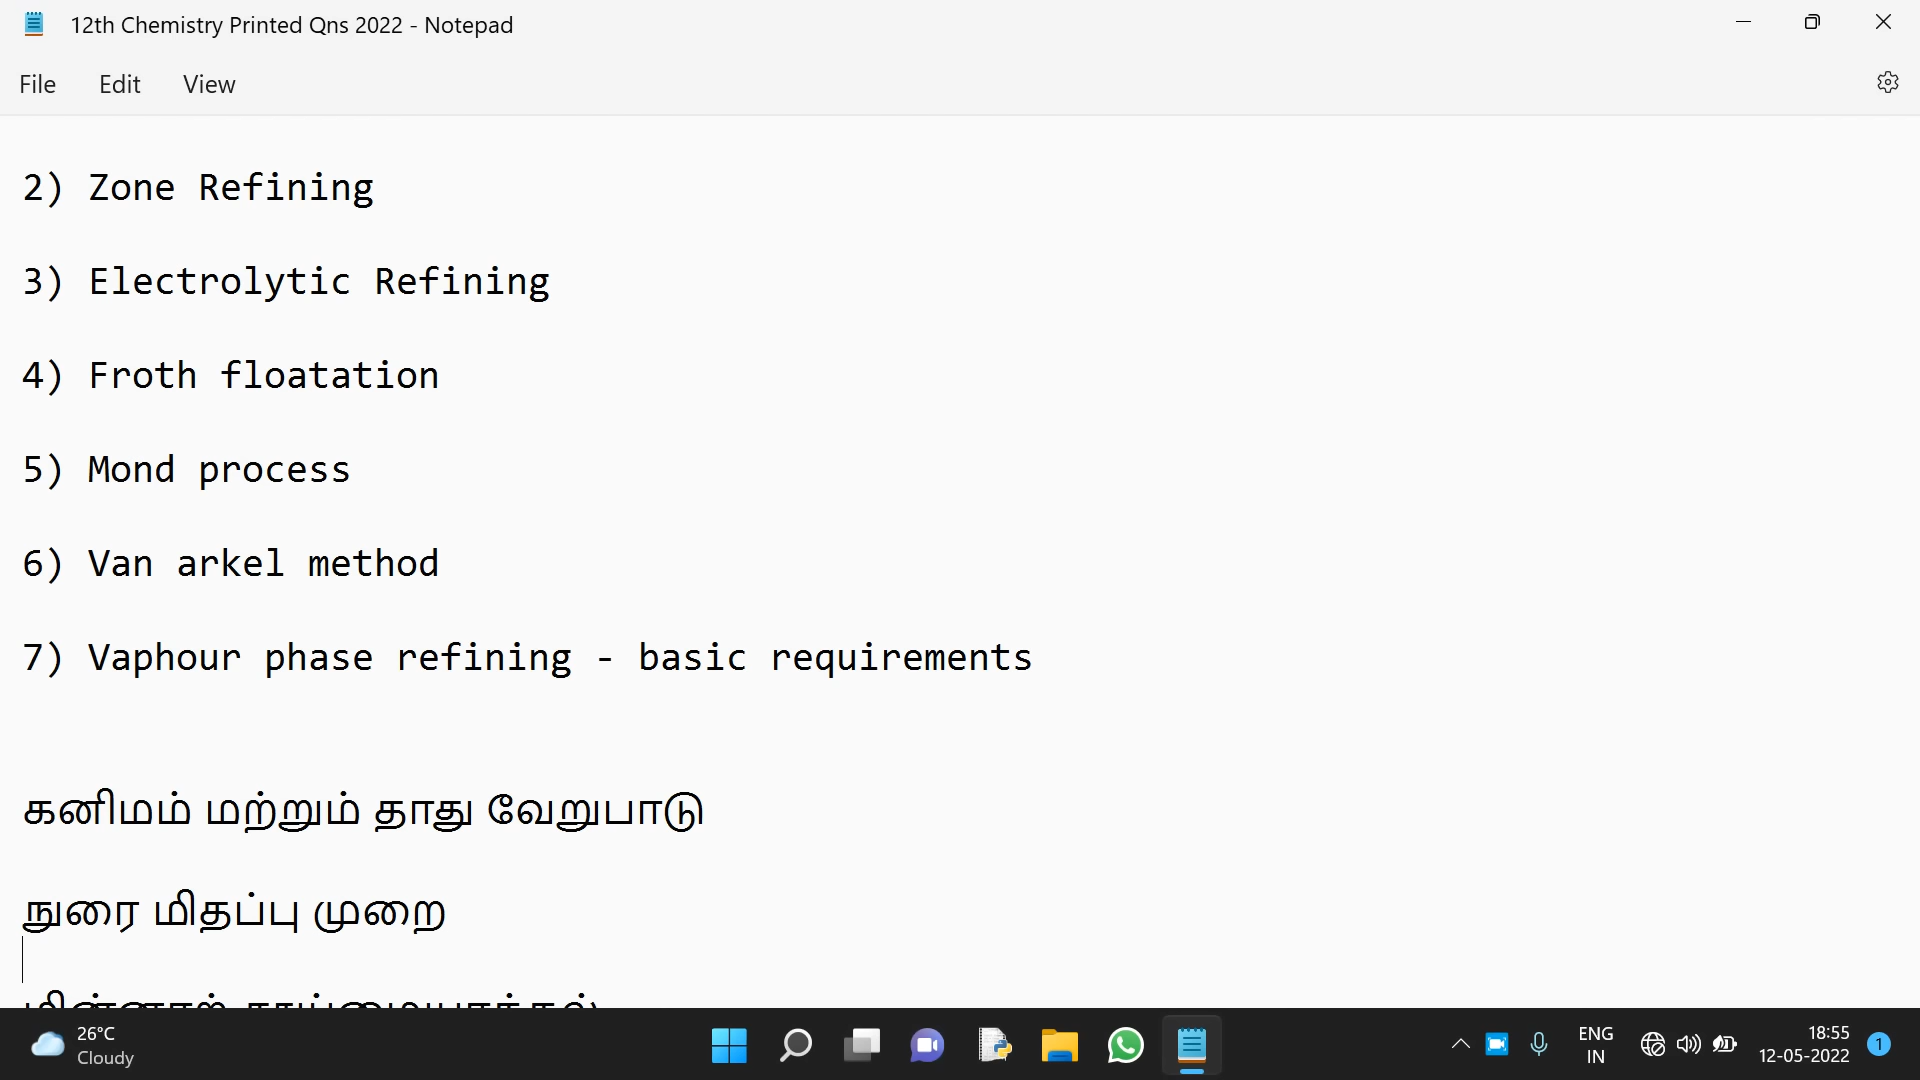 12th Chemistry Printed Qns 2022 - Notepad
File Edit View
2) Zone Refining
3) Electrolytic Refining
4) Froth floatation
5) Mond process
6) Van arkel method
7) Vaphour phase refining - basic requirements
கனிமம் மற்றும் தாது வேறுபாடு
நுரை மிதப்பு முறை
26°C
Cloudy
ENG
IN
18:55
12-05-2022
1